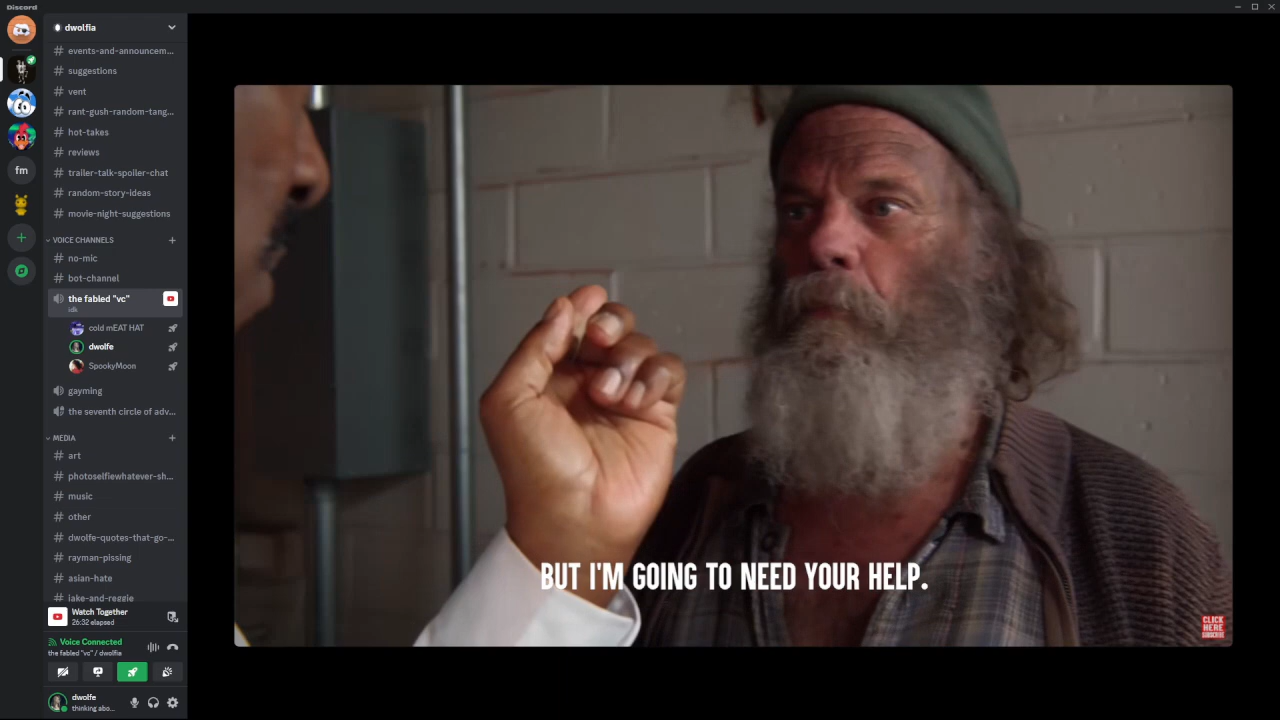 Discord
dwolfia
events-and-announcem...
suggestions
vent
rant-gush-random-tang...
hot-takes
reviews
trailer-talk-spoiler-chat
random-story-ideas
movie-night-suggestions
VOICE CHANNELS
no-mic
bot-channel
the fabled "vc"
idk
cold mEAT HAT
dwolfe
SpookyMoon
gayming
the seventh circle of adv...
MEDIA
art
photoselfiewhatever-sh...
music
other
dwolfe-quotes-that-go-...
rayman-pissing
asian-hate
jake-and-reggie
Watch Together
26:32 elapsed
Voice Connected
the fabled "vc" / dwolfia
dwolfe
thinking abo...
fm
BUT I'M GOING TO NEED YOUR HELP.
CLICK
HERE
SUBSCRIBE